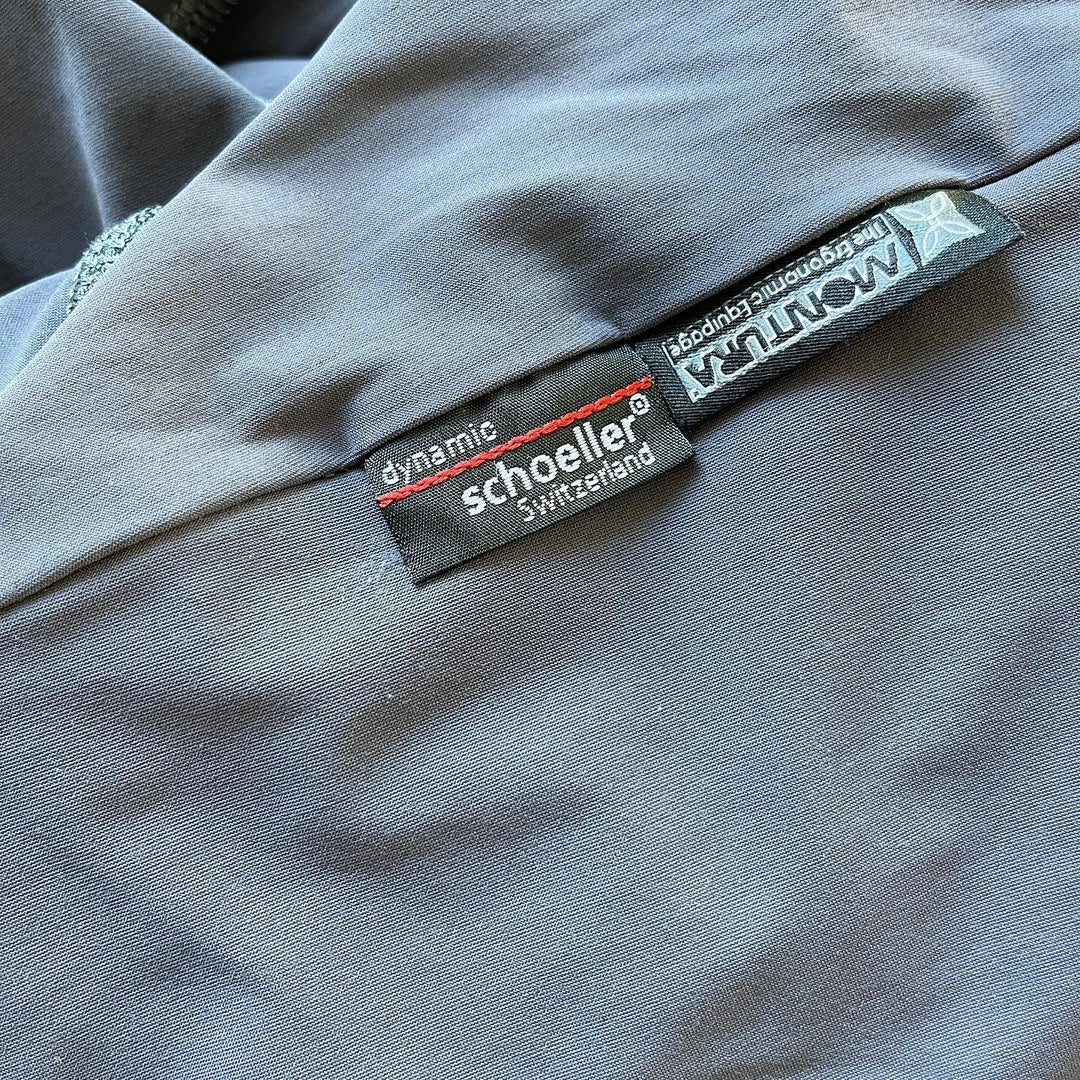 dynamic
schoeller®
Switzerland
MONTURA
The Ergonomic Equipage